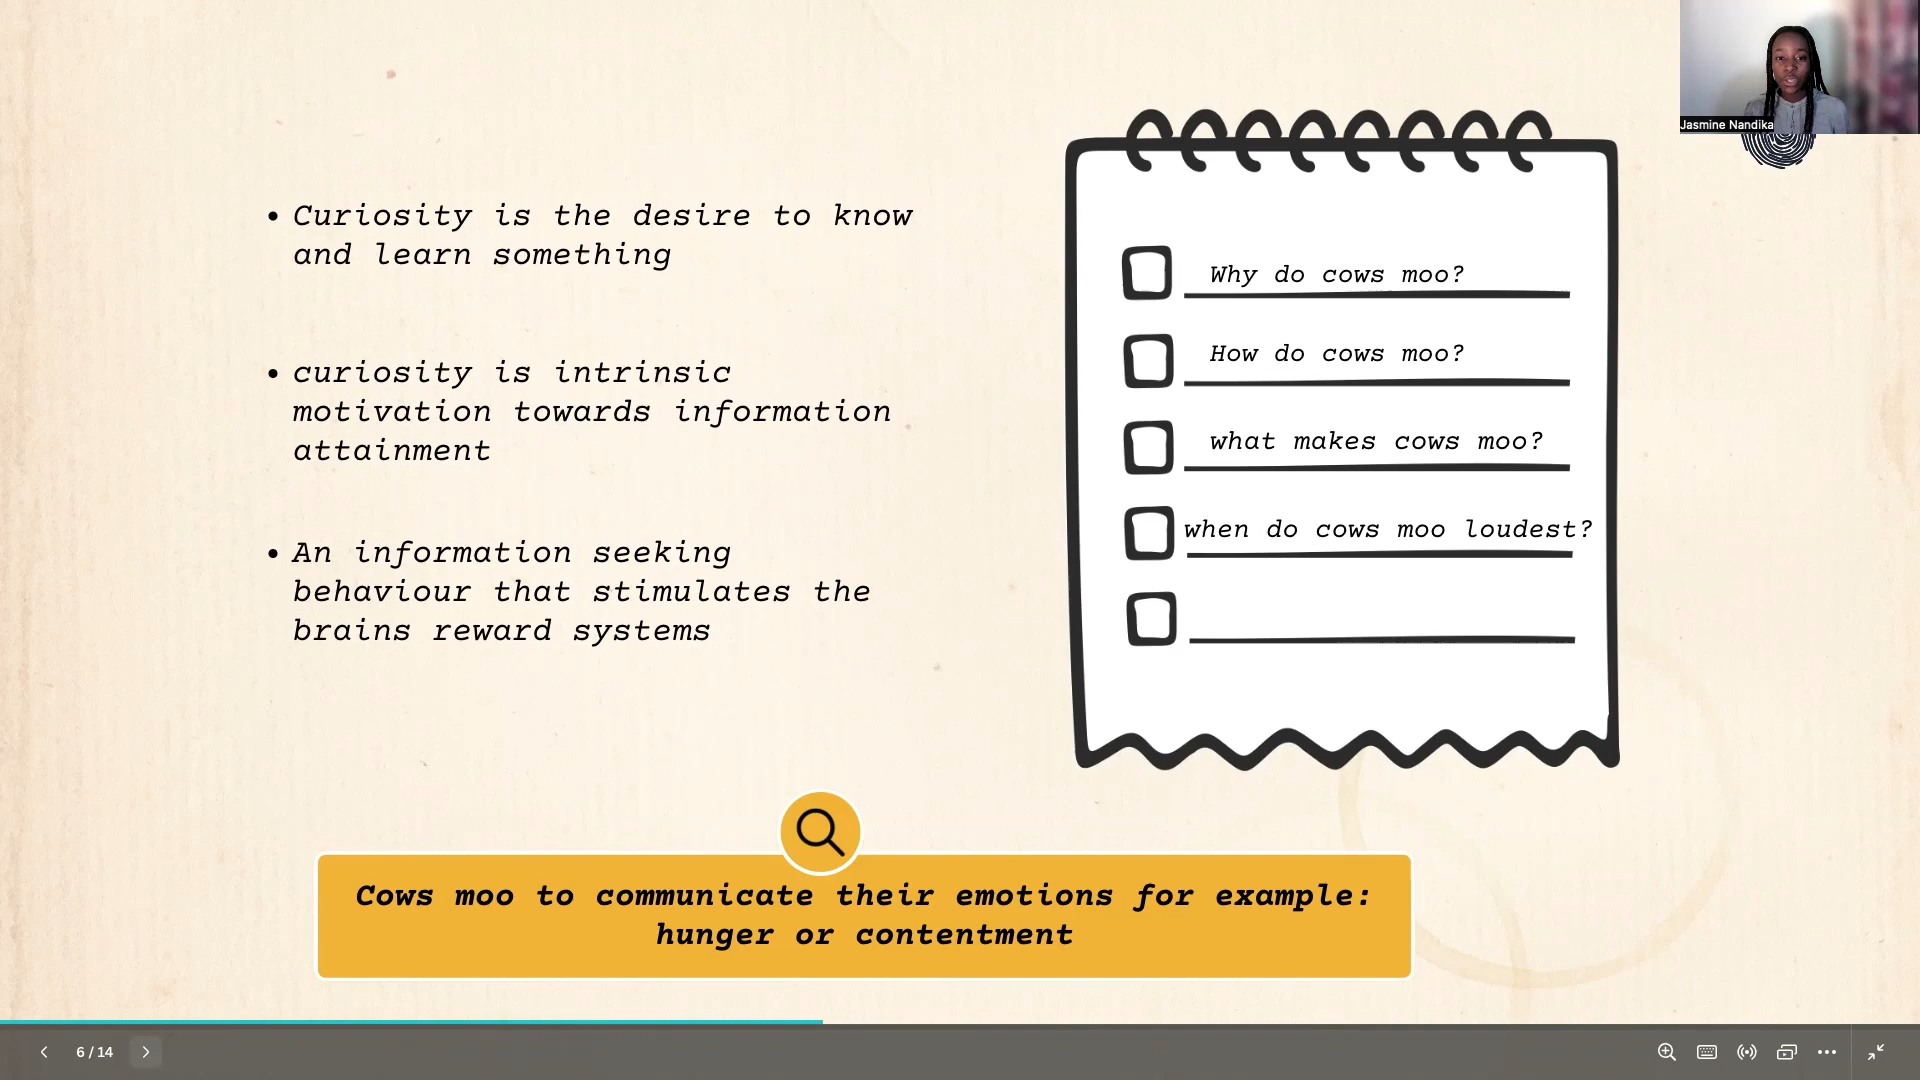 Jasmine Nandika
• Curiosity is the desire to know
and learn something
• curiosity is intrinsic
motivation towards information
attainment
• An information seeking
behaviour that stimulates the
brains reward systems
Why do cows moo?
How do cows moo?
what makes cows moo?
when do cows moo loudest?
Cows moo to communicate their emotions for example:
hunger or contentment
6 / 14